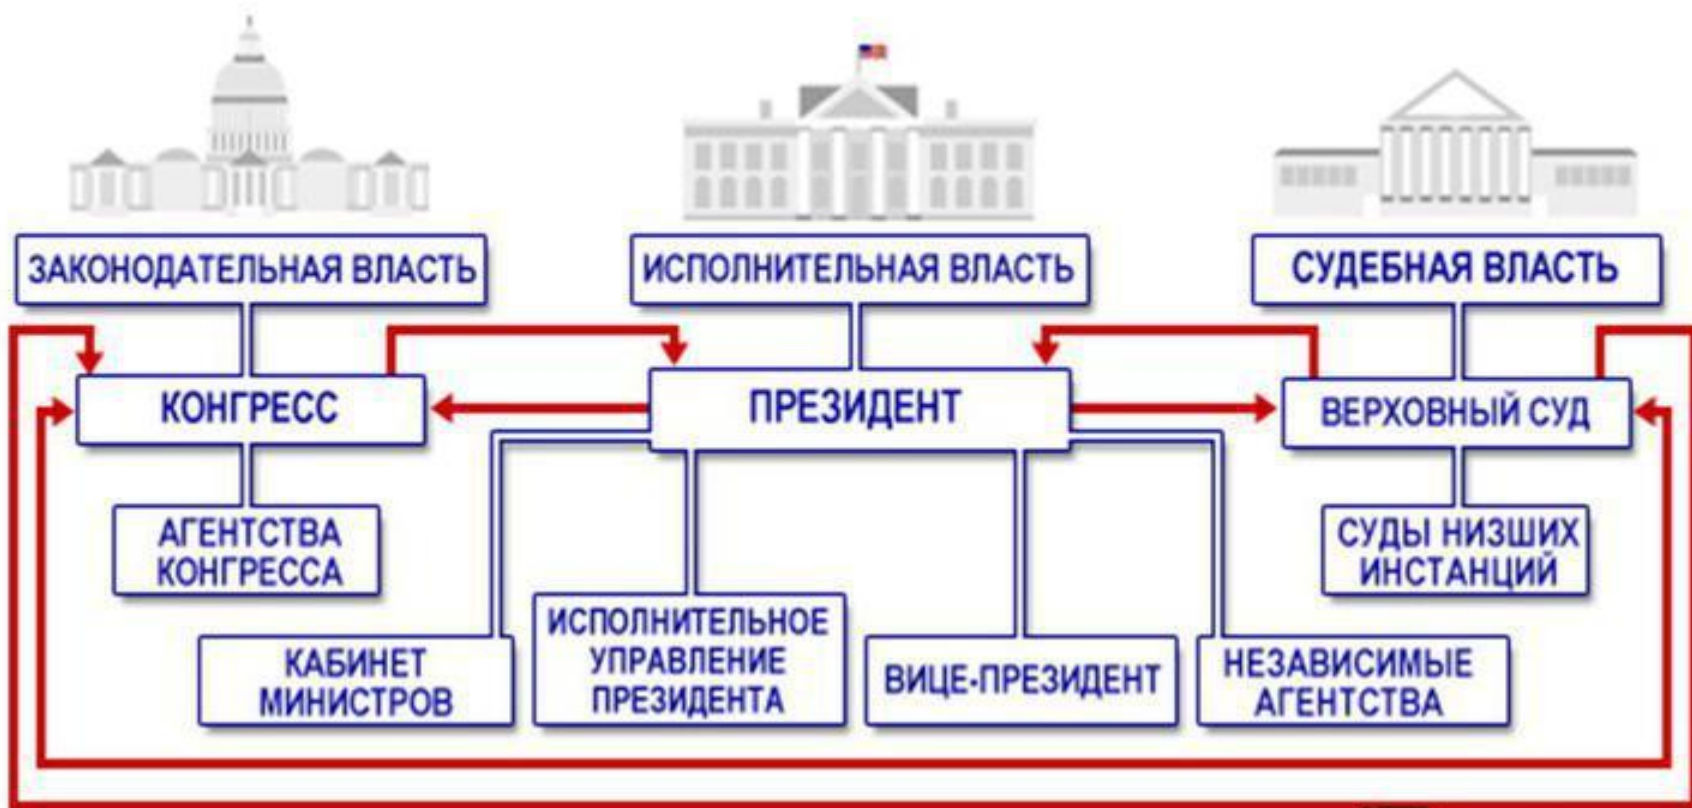 ЗАКОНОДАТЕЛЬНАЯ ВЛАСТЬ
ИСПОЛНИТЕЛЬНАЯ ВЛАСТЬ
СУДЕБНАЯ ВЛАСТЬ
КОНГРЕСС
ПРЕЗИДЕНТ
ВЕРХОВНЫЙ СУД
АГЕНТСТВА
КОНГРЕССА
СУДЫ НИЗШИХ
ИНСТАНЦИЙ
КАБИНЕТ
МИНИСТРОВ
ИСПОЛНИТЕЛЬНОЕ
УПРАВЛЕНИЕ
ПРЕЗИДЕНТА
ВИЦЕ-ПРЕЗИДЕНТ
НЕЗАВИСИМЫЕ
АГЕНТСТВА